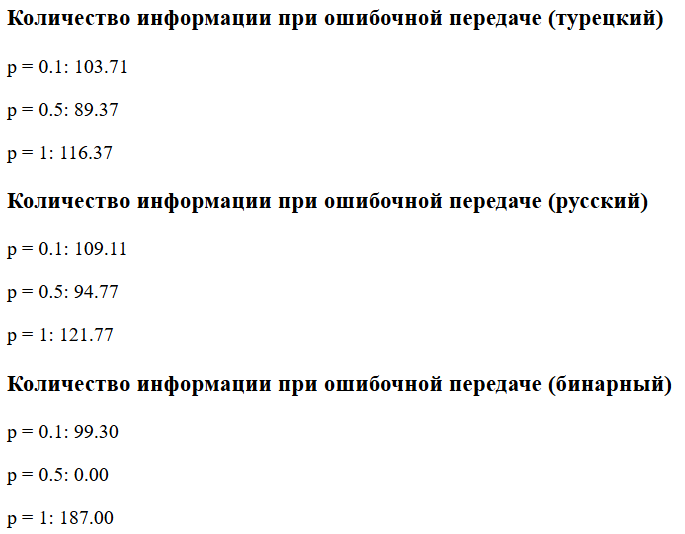 Количество информации при ошибочной передаче (турецкий)
p = 0.1: 103.71
p = 0.5: 89.37
p = 1: 116.37
Количество информации при ошибочной передаче (русский)
p = 0.1: 109.11
p = 0.5: 94.77
p = 1: 121.77
Количество информации при ошибочной передаче (бинарный)
p = 0.1: 99.30
p = 0.5: 0.00
p = 1: 187.00